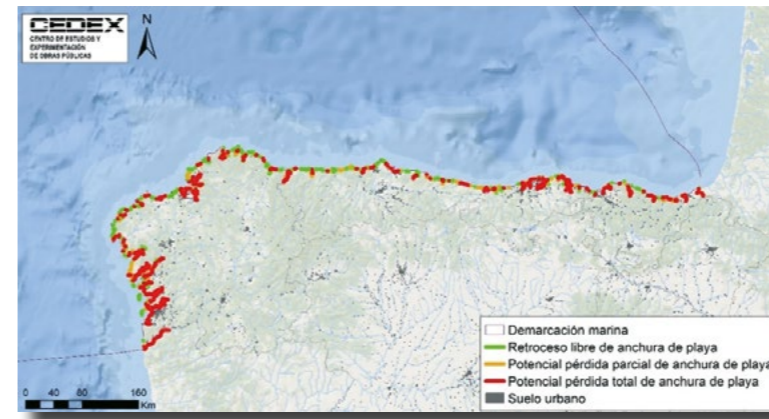 CEDEX
CENTRO DE ESTUDIOS Y
EXPERIMENTACIÓN
DE OBRAS PÚBLICAS
N
Demarcación marina
Retroceso libre de anchura de playa
Potencial pérdida parcial de anchura de playa
Potencial pérdida total de anchura de playa
Suelo urbano
0 40 80 160
Km